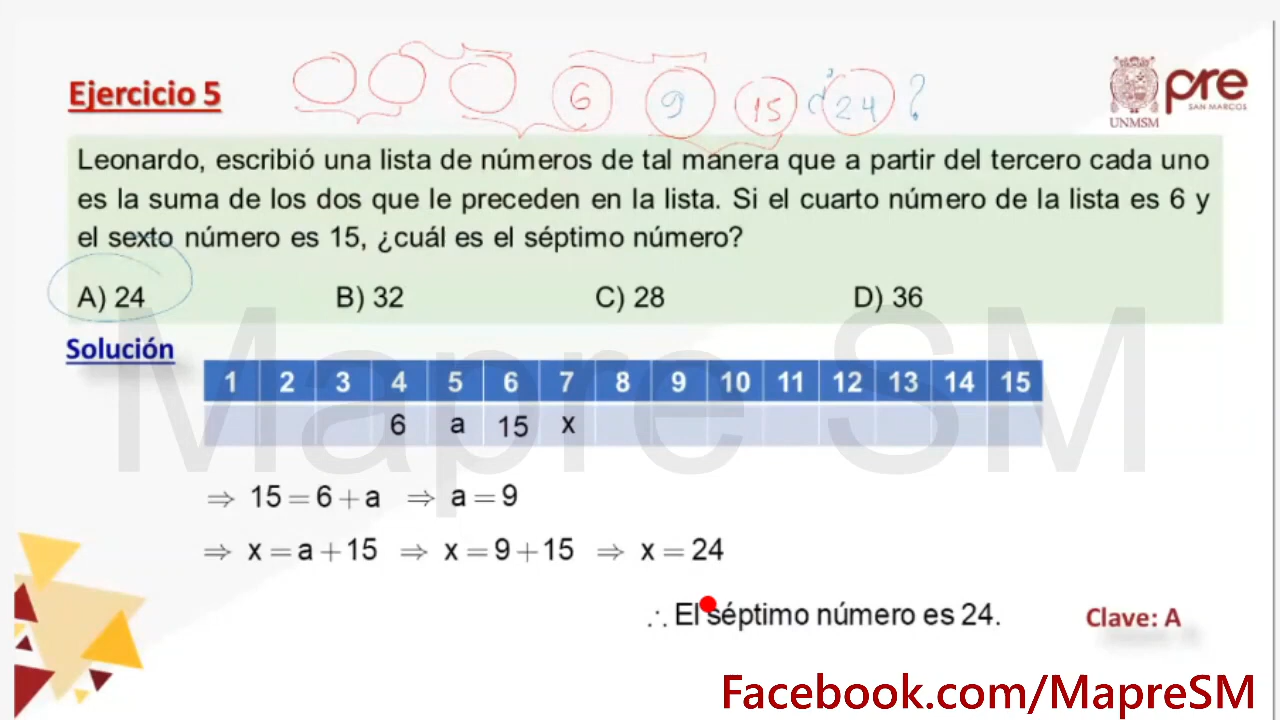 Ejercicio 5
6 9 15 ¿24?
UNMSM
pre
SAN MARCOS
Leonardo, escribió una lista de números de tal manera que a partir del tercero cada uno
es la suma de los dos que le preceden en la lista. Si el cuarto número de la lista es 6 y
el sexto número es 15, ¿cuál es el séptimo número?
A) 24 B) 32 C) 28 D) 36
Solución
1 2 3 4 5 6 7 8 9 10 11 12 13 14 15
6 a 15 x
Mapre SM
⇒ 15 = 6 + a ⇒ a = 9
⇒ x = a + 15 ⇒ x = 9 + 15 ⇒ x = 24
∴ El séptimo número es 24.
Clave: A
Facebook.com/MapreSM